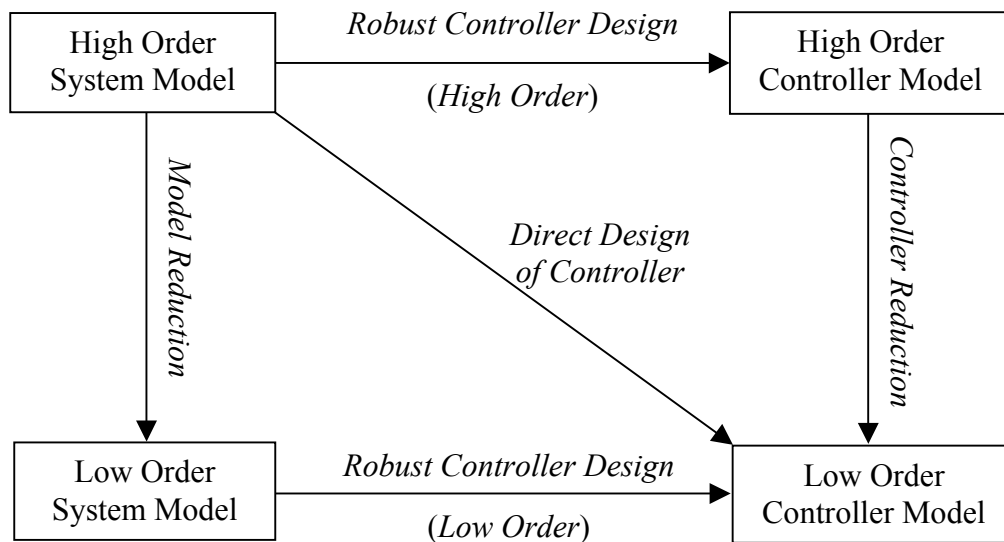 High Order
System Model
Robust Controller Design
(High Order)
High Order
Controller Model
Model Reduction
Direct Design
of Controller
Controller Reduction
Low Order
System Model
Robust Controller Design
(Low Order)
Low Order
Controller Model